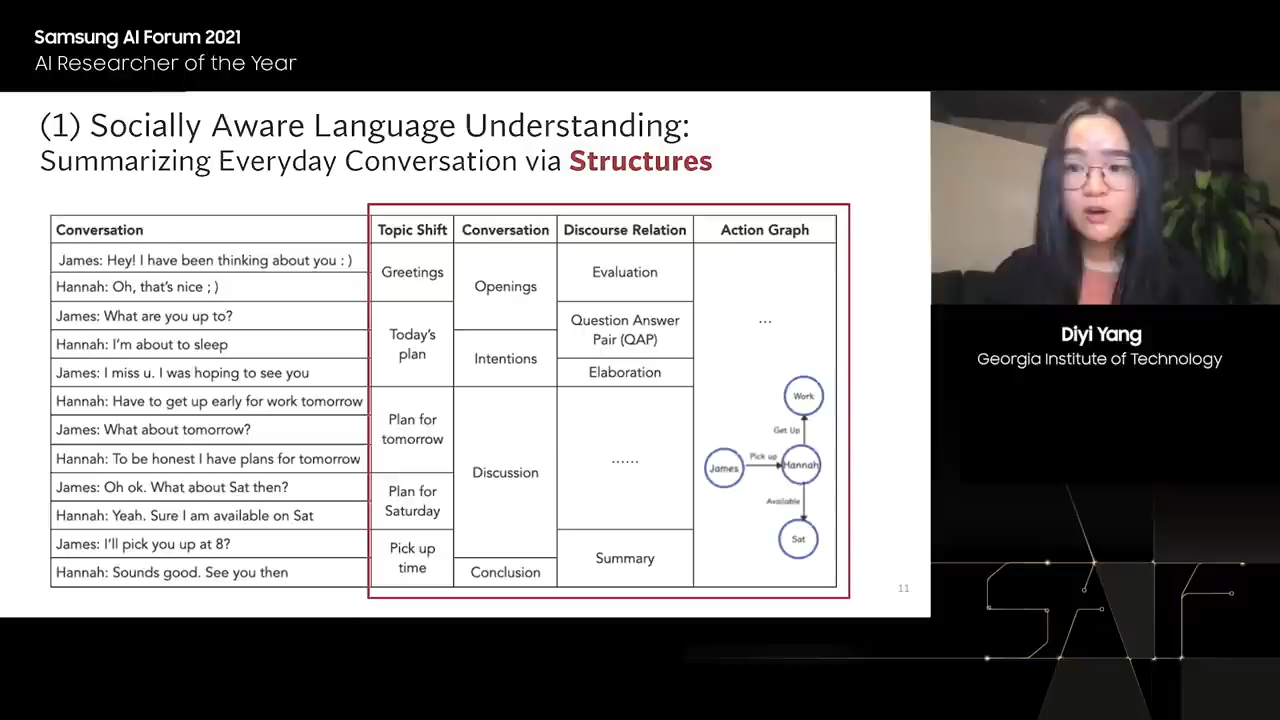 Samsung AI Forum 2021
AI Researcher of the Year
(1) Socially Aware Language Understanding:
Summarizing Everyday Conversation via Structures
Conversation
Topic Shift
Conversation
Discourse Relation
Action Graph
James: Hey! I have been thinking about you : )
Hannah: Oh, that's nice ; )
James: What are you up to?
Hannah: I'm about to sleep
James: I miss u. I was hoping to see you
Hannah: Have to get up early for work tomorrow
James: What about tomorrow?
Hannah: To be honest I have plans for tomorrow
James: Oh ok. What about Sat then?
Hannah: Yeah. Sure I am available on Sat
James: I'll pick you up at 8?
Hannah: Sounds good. See you then
Greetings
Today's
plan
Plan for
tomorrow
Plan for
Saturday
Pick up
time
Openings
Intentions
Discussion
Conclusion
Evaluation
Question Answer
Pair (QAP)
Elaboration
......
Summary
...
Work
Get Up
James
Pick up
Hannah
Available
Sat
11
Diyi Yang
Georgia Institute of Technology
SAF